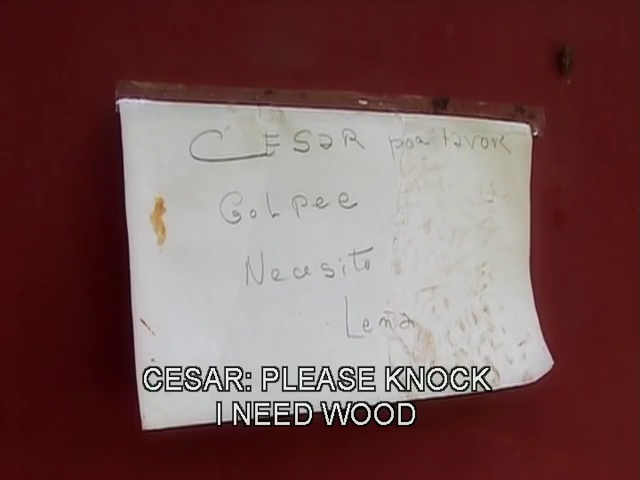 CESAR por favor
Golpee
Necesito
Leña
CESAR: PLEASE KNOCK
I NEED WOOD